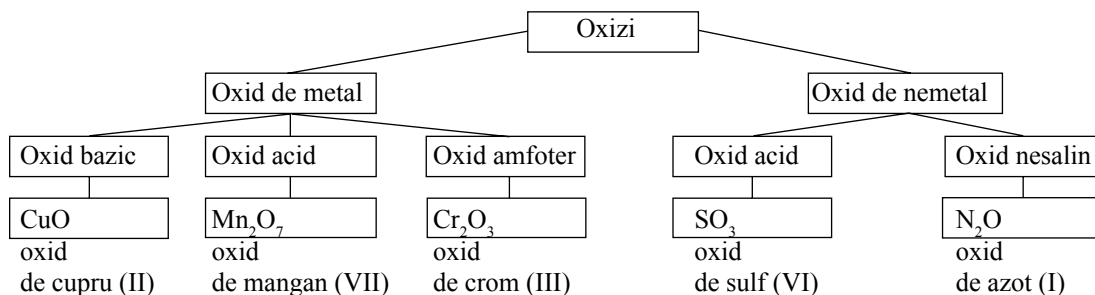 Oxizi
Oxid de metal
Oxid de nemetal
Oxid bazic
Oxid acid
Oxid amfoter
Oxid acid
Oxid nesalin
CuO
oxid
de cupru (II)
Mn₂O₇
oxid
de mangan (VII)
Cr₂O₃
oxid
de crom (III)
SO₃
oxid
de sulf (VI)
N₂O
oxid
de azot (I)